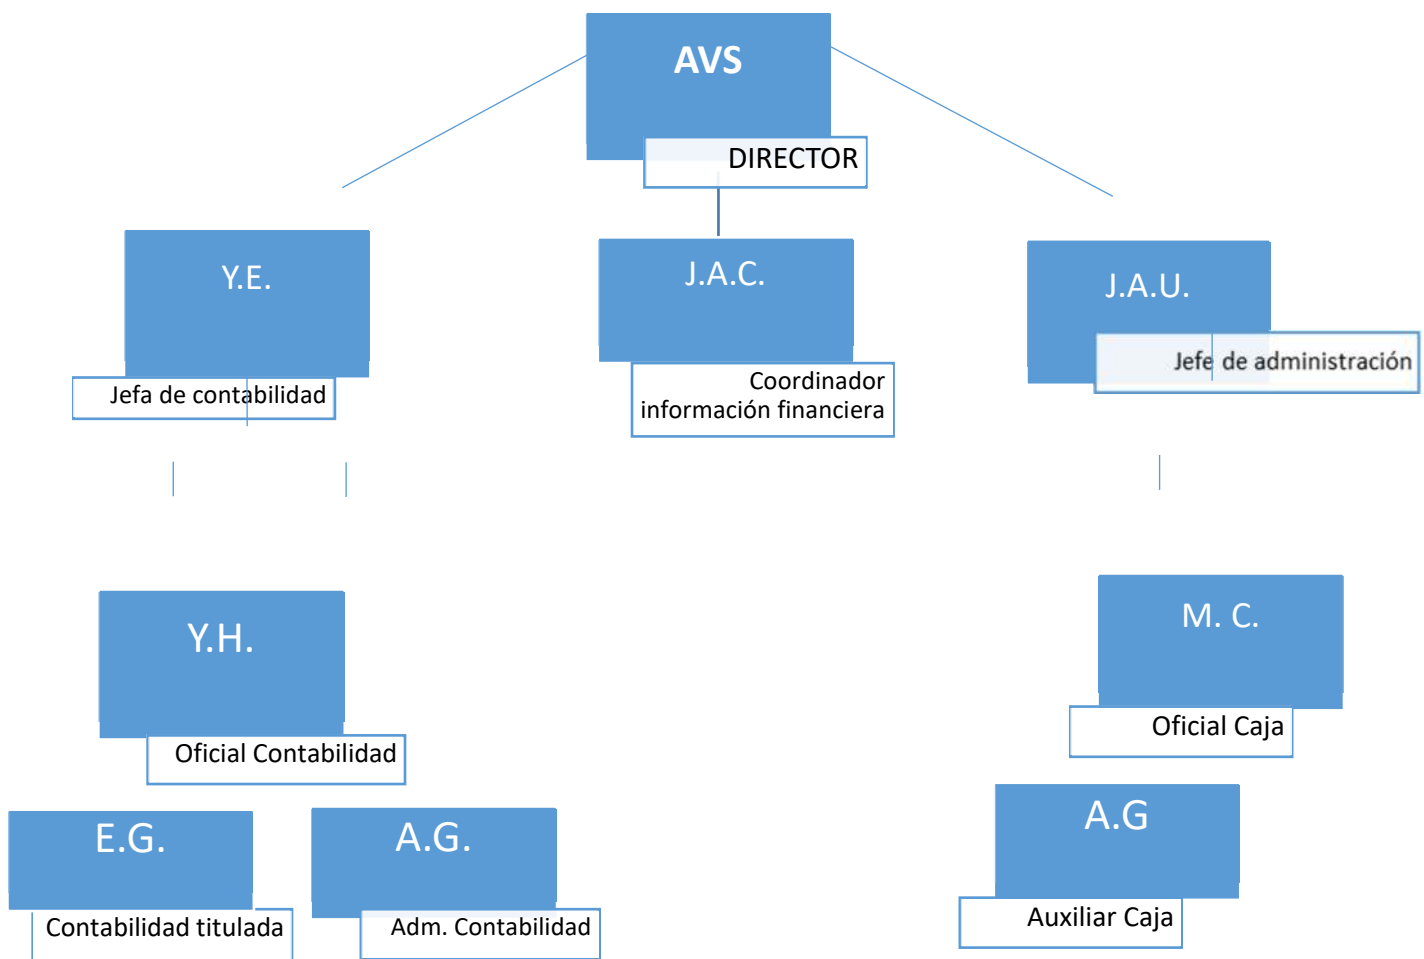 AVS
DIRECTOR
Y.E.
Jefa de contabilidad
J.A.C.
Coordinador
información financiera
J.A.U.
Jefe de administración
Y.H.
Oficial Contabilidad
M. C.
Oficial Caja
E.G.
Contabilidad titulada
A.G.
Adm. Contabilidad
A.G
Auxiliar Caja